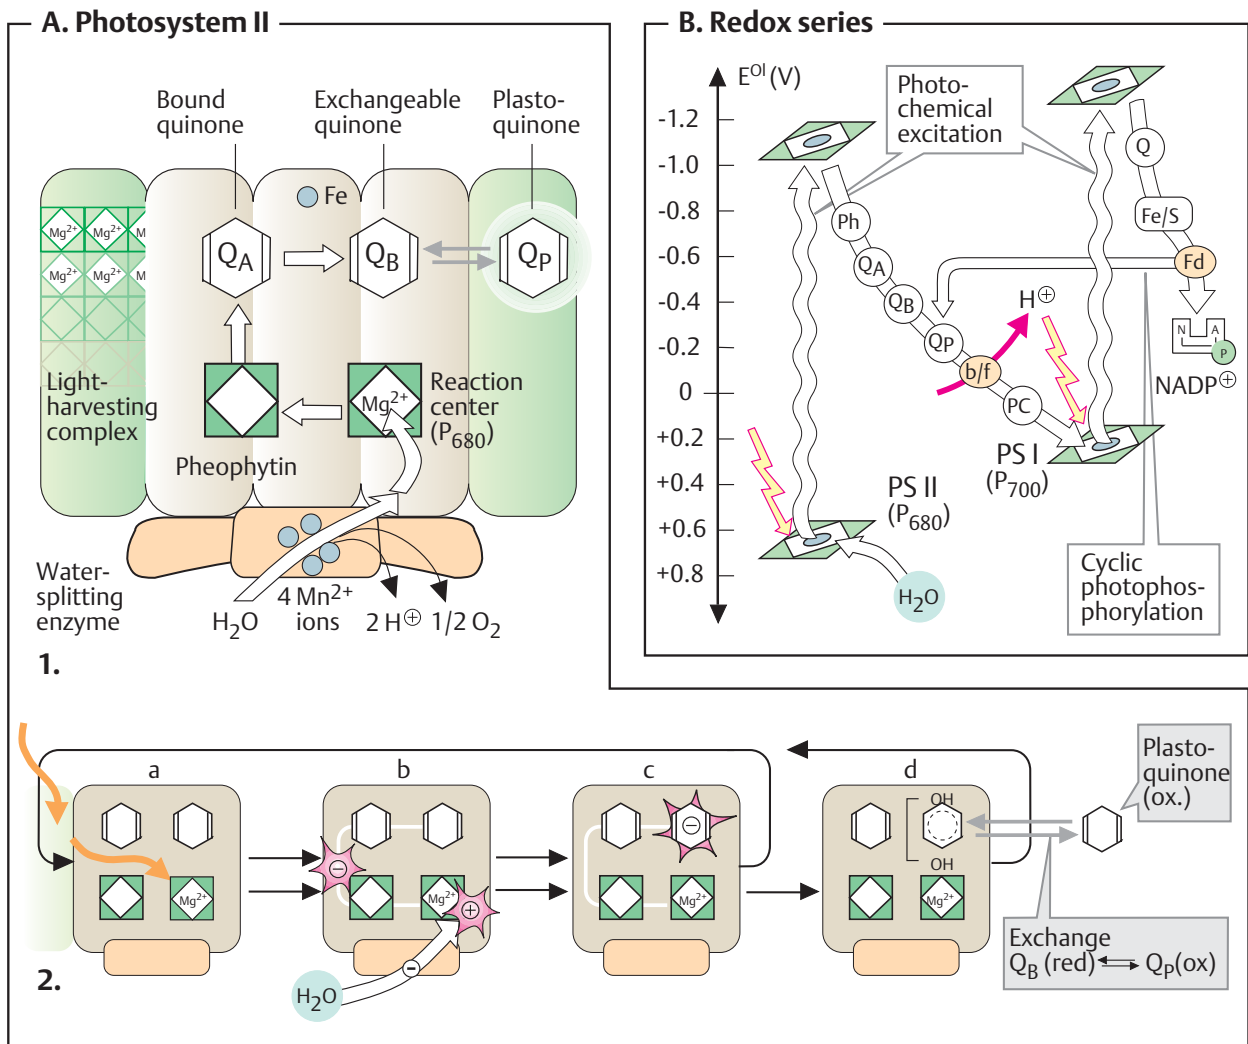 A. Photosystem II
Bound
quinone
Exchangeable
quinone
Plasto-
quinone
Fe
Mg2+
Mg2+
M
Mg2+
Mg2+
M
QA
QB
QP
Light-
harvesting
complex
Mg2+
Reaction
center
(P680)
Pheophytin
Water-
splitting
enzyme
H2O
4 Mn2+
ions
2 H⊕
1/2 O2
1.
B. Redox series
E0I (V)
-1.2
-1.0
-0.8
-0.6
-0.4
-0.2
0
+0.2
+0.4
+0.6
+0.8
Photo-
chemical
excitation
Ph
QA
QB
QP
b/f
PC
H⊕
Q
Fe/S
Fd
N
A
P
NADP⊕
PS I
(P700)
PS II
(P680)
H2O
Cyclic
photophos-
phorylation
a
b
c
d
Mg2+
−
Mg2+
+
−
H2O
−
Mg2+
OH
OH
Mg2+
Plasto-
quinone
(ox.)
Exchange
QB (red) ⇄ QP(ox)
2.